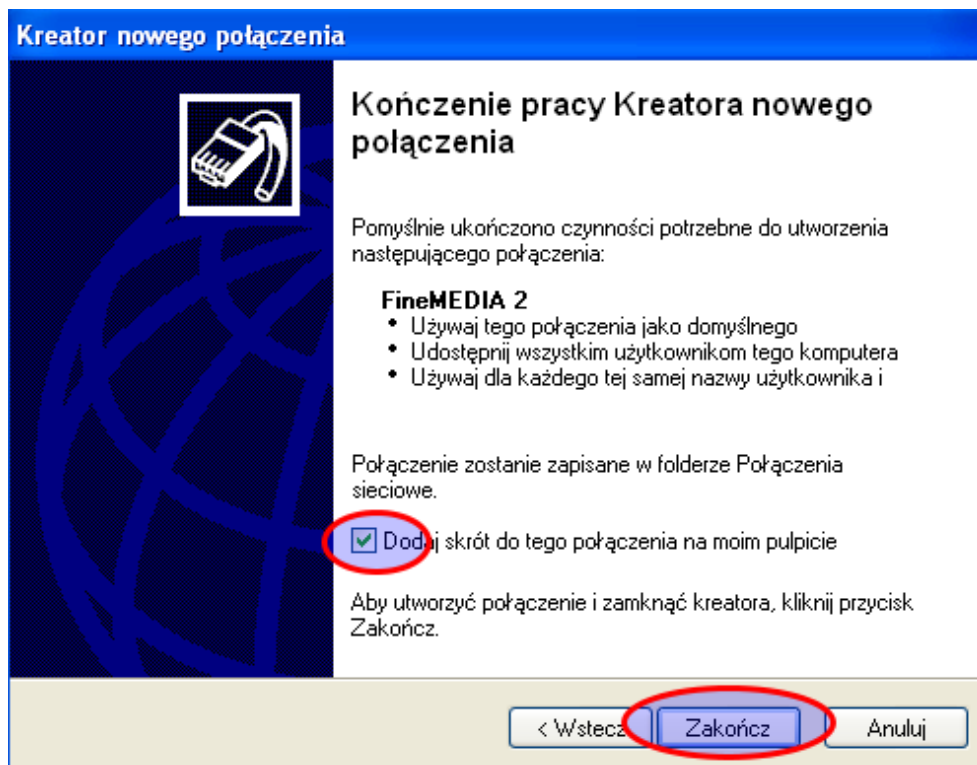 Kreator nowego połączenia
Kończenie pracy Kreatora nowego
połączenia
Pomyślnie ukończono czynności potrzebne do utworzenia
następującego połączenia:
FineMEDIA 2
• Używaj tego połączenia jako domyślnego
• Udostępnij wszystkim użytkownikom tego komputera
• Używaj dla każdego tej samej nazwy użytkownika i
Połączenie zostanie zapisane w folderze Połączenia
sieciowe.
Dodaj skrót do tego połączenia na moim pulpicie
Aby utworzyć połączenie i zamknąć kreatora, kliknij przycisk
Zakończ.
< Wstecz Zakończ Anuluj